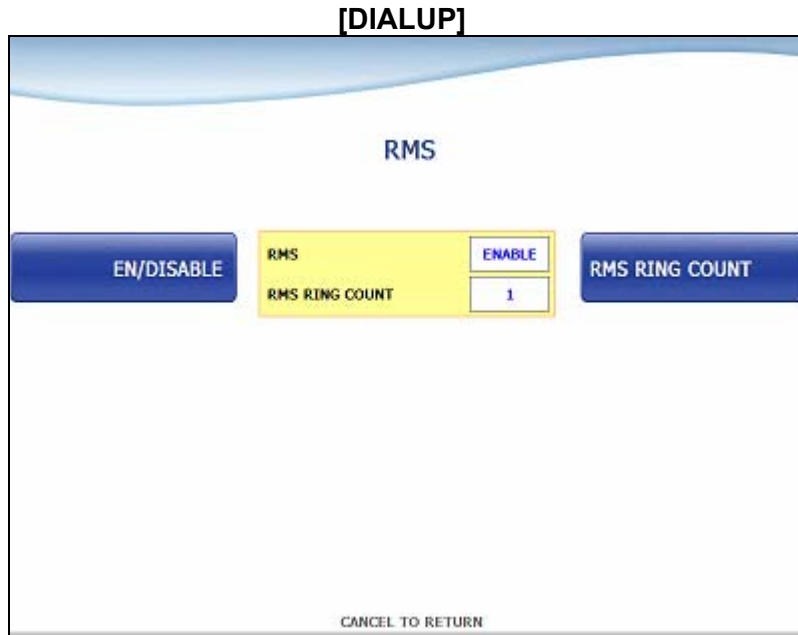 [DIALUP]
RMS
EN/DISABLE
RMS ENABLE
RMS RING COUNT 1
RMS RING COUNT
CANCEL TO RETURN